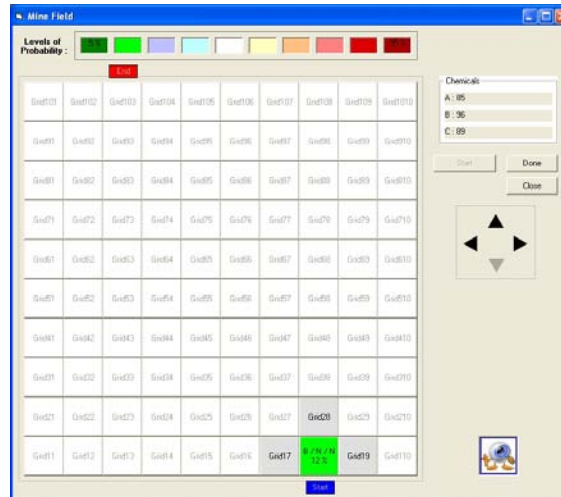 Mine Field
Levels of
Probability :
5%
95%
End
Grid101 Grid102 Grid103 Grid104 Grid105 Grid106 Grid107 Grid108 Grid109 Grid1010
Grid91 Grid92 Grid93 Grid94 Grid95 Grid96 Grid97 Grid98 Grid99 Grid910
Grid81 Grid82 Grid83 Grid84 Grid85 Grid86 Grid87 Grid88 Grid89 Grid810
Grid71 Grid72 Grid73 Grid74 Grid75 Grid76 Grid77 Grid78 Grid79 Grid710
Grid61 Grid62 Grid63 Grid64 Grid65 Grid66 Grid67 Grid68 Grid69 Grid610
Grid51 Grid52 Grid53 Grid54 Grid55 Grid56 Grid57 Grid58 Grid59 Grid510
Grid41 Grid42 Grid43 Grid44 Grid45 Grid46 Grid47 Grid48 Grid49 Grid410
Grid31 Grid32 Grid33 Grid34 Grid35 Grid36 Grid37 Grid38 Grid39 Grid310
Grid21 Grid22 Grid23 Grid24 Grid25 Grid26 Grid27 Grid28 Grid29 Grid210
Grid11 Grid12 Grid13 Grid14 Grid15 Grid16 Grid17 B / N / N Grid19 Grid110
12 %
Start
Chemicals
A : 85
B : 96
C : 89
Start Done
Close